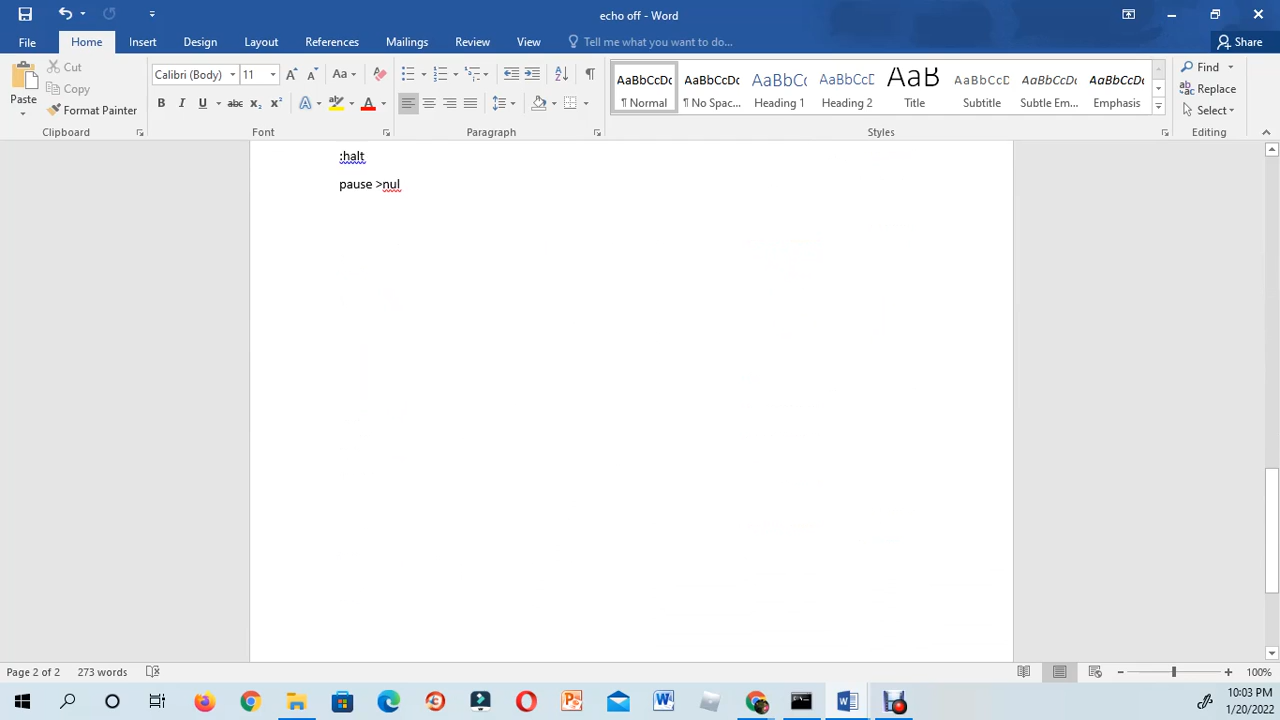 echo off - Word
File Home Insert Design Layout References Mailings Review View Tell me what you want to do... Share
Paste
Cut
Copy
Format Painter
Clipboard
Calibri (Body) 11
Font
Paragraph
AaBbCcDc AaBbCcDc AaBbCc AaBbCcD AaB AaBbCcD AaBbCcDc AaBbCcDc
¶ Normal ¶ No Spac... Heading Heading 2 Title Subtitle Subtle Em... Emphasis
Styles
Find
Replace
Select
Editing
:halt
pause >nul
Page 2 of 2 273 words 100%
10:03 PM
1/20/2022